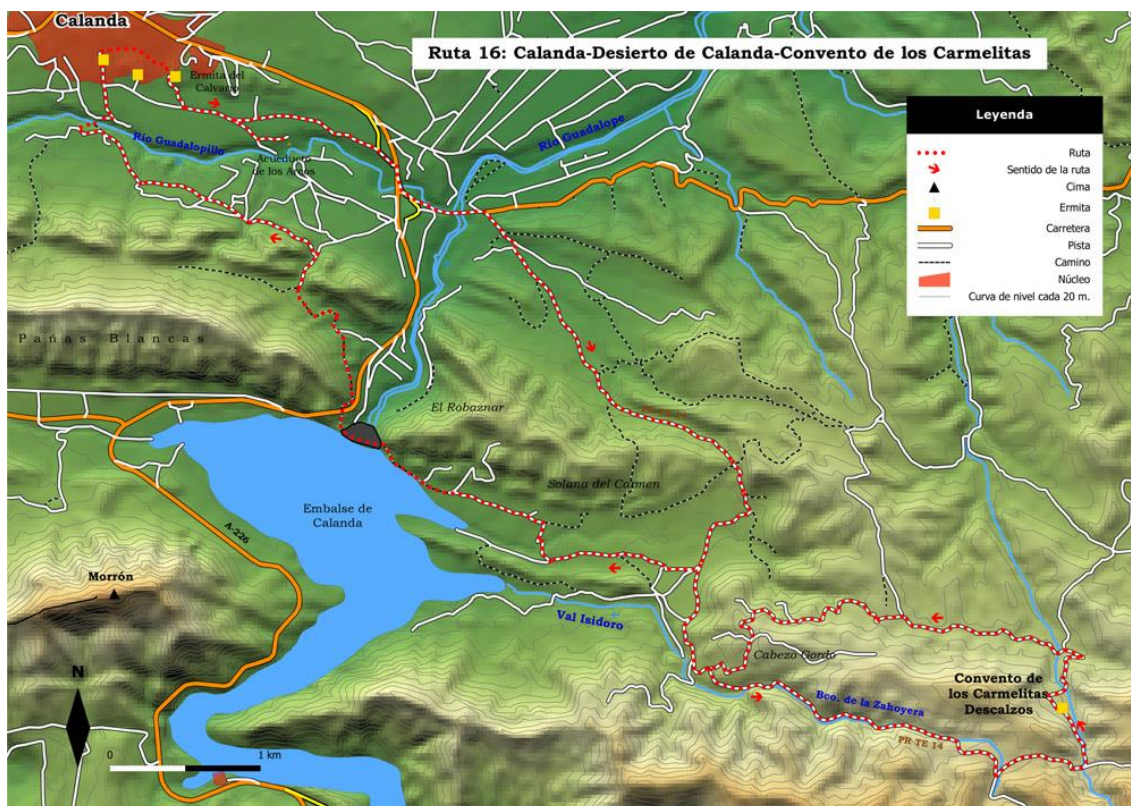 Calanda
Ruta 16: Calanda-Desierto de Calanda-Convento de los Carmelitas
Ermita del
Calvario
Río Guadalopillo
Acueducto
de los Arcos
Río Guadalope
Leyenda
Ruta
Sentido de la ruta
Cima
Ermita
Carretera
Pista
Camino
Núcleo
Curva de nivel cada 20 m.
Pañas Blancas
El Robaznar
Solana del Carmen
Embalse de
Calanda
A-226
Morrón
Val Isidoro
N
Cabezo Gordo
Convento de
los Carmelitas
Descalzos
Bco. de la Zahoyera
PR TE 14
0 1 km